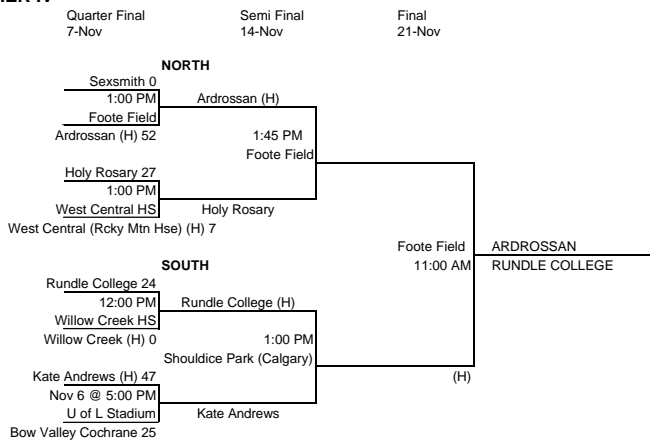 Quarter Final Semi Final Final
7-Nov 14-Nov 21-Nov
NORTH
Sexsmith 0
1:00 PM Ardrossan (H)
Foote Field
Ardrossan (H) 52 1:45 PM
Foote Field
Holy Rosary 27
1:00 PM
West Central HS Holy Rosary
West Central (Rcky Mtn Hse) (H) 7
Foote Field ARDROSSAN
SOUTH 11:00 AM RUNDLE COLLEGE
Rundle College 24
12:00 PM Rundle College (H)
Willow Creek HS
Willow Creek (H) 0 1:00 PM
Shouldice Park (Calgary)
Kate Andrews (H) 47 (H)
Nov 6 @ 5:00 PM
U of L Stadium Kate Andrews
Bow Valley Cochrane 25